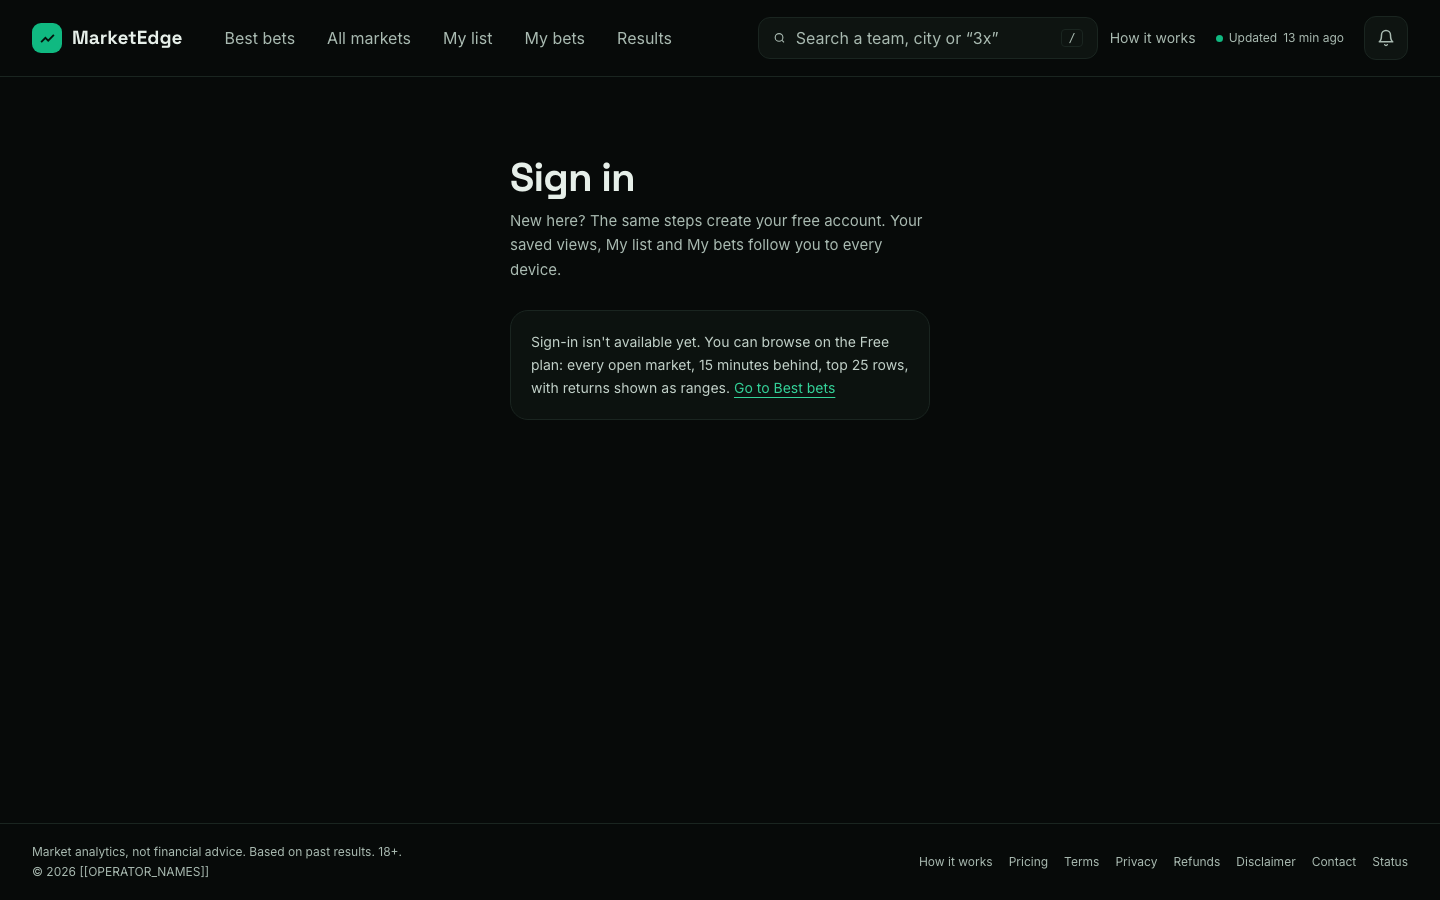 MarketEdge
Best bets
All markets
My list
My bets
Results
Search a team, city or “3x”
/
How it works
Updated 13 min ago
Sign in
New here? The same steps create your free account. Your
saved views, My list and My bets follow you to every
device.
Sign-in isn't available yet. You can browse on the Free
plan: every open market, 15 minutes behind, top 25 rows,
with returns shown as ranges. Go to Best bets
Market analytics, not financial advice. Based on past results. 18+.
© 2026 [[OPERATOR_NAMES]]
How it works
Pricing
Terms
Privacy
Refunds
Disclaimer
Contact
Status